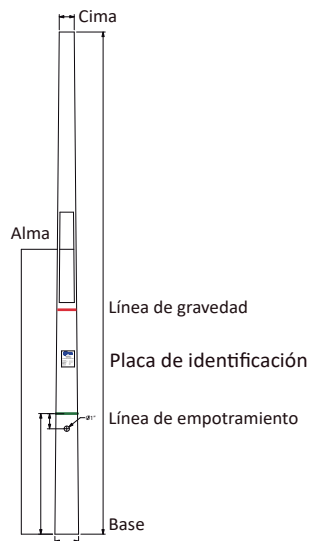 Cima
Alma
Línea de gravedad
Placa de identificación
Línea de empotramiento
Base